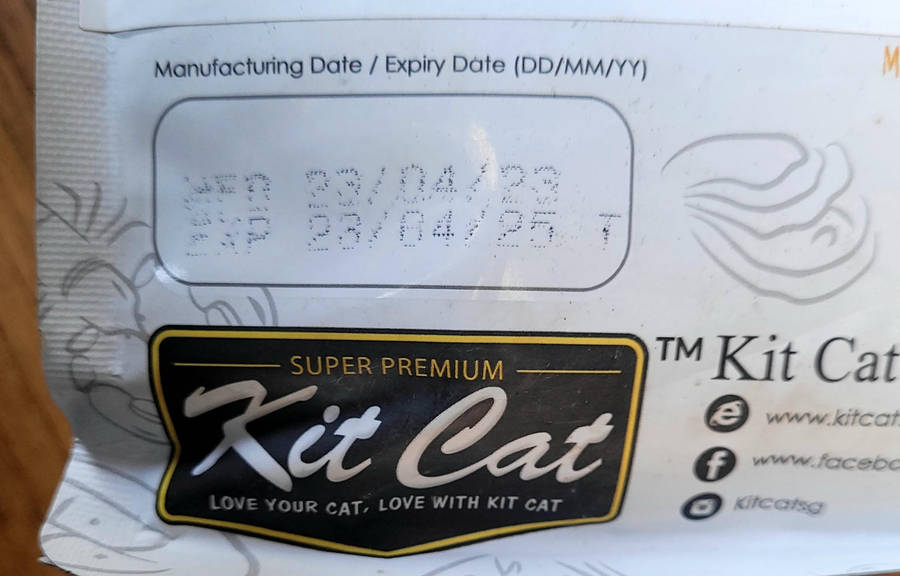 Manufacturing Date / Expiry Date (DD/MM/YY)
M
MFG 23/04/23
EXP 23/04/25 T
SUPER PREMIUM
Kit Cat
LOVE YOUR CAT, LOVE WITH KIT CAT
™ Kit Cat
www.kitcat
www.facebo
kitcatsg